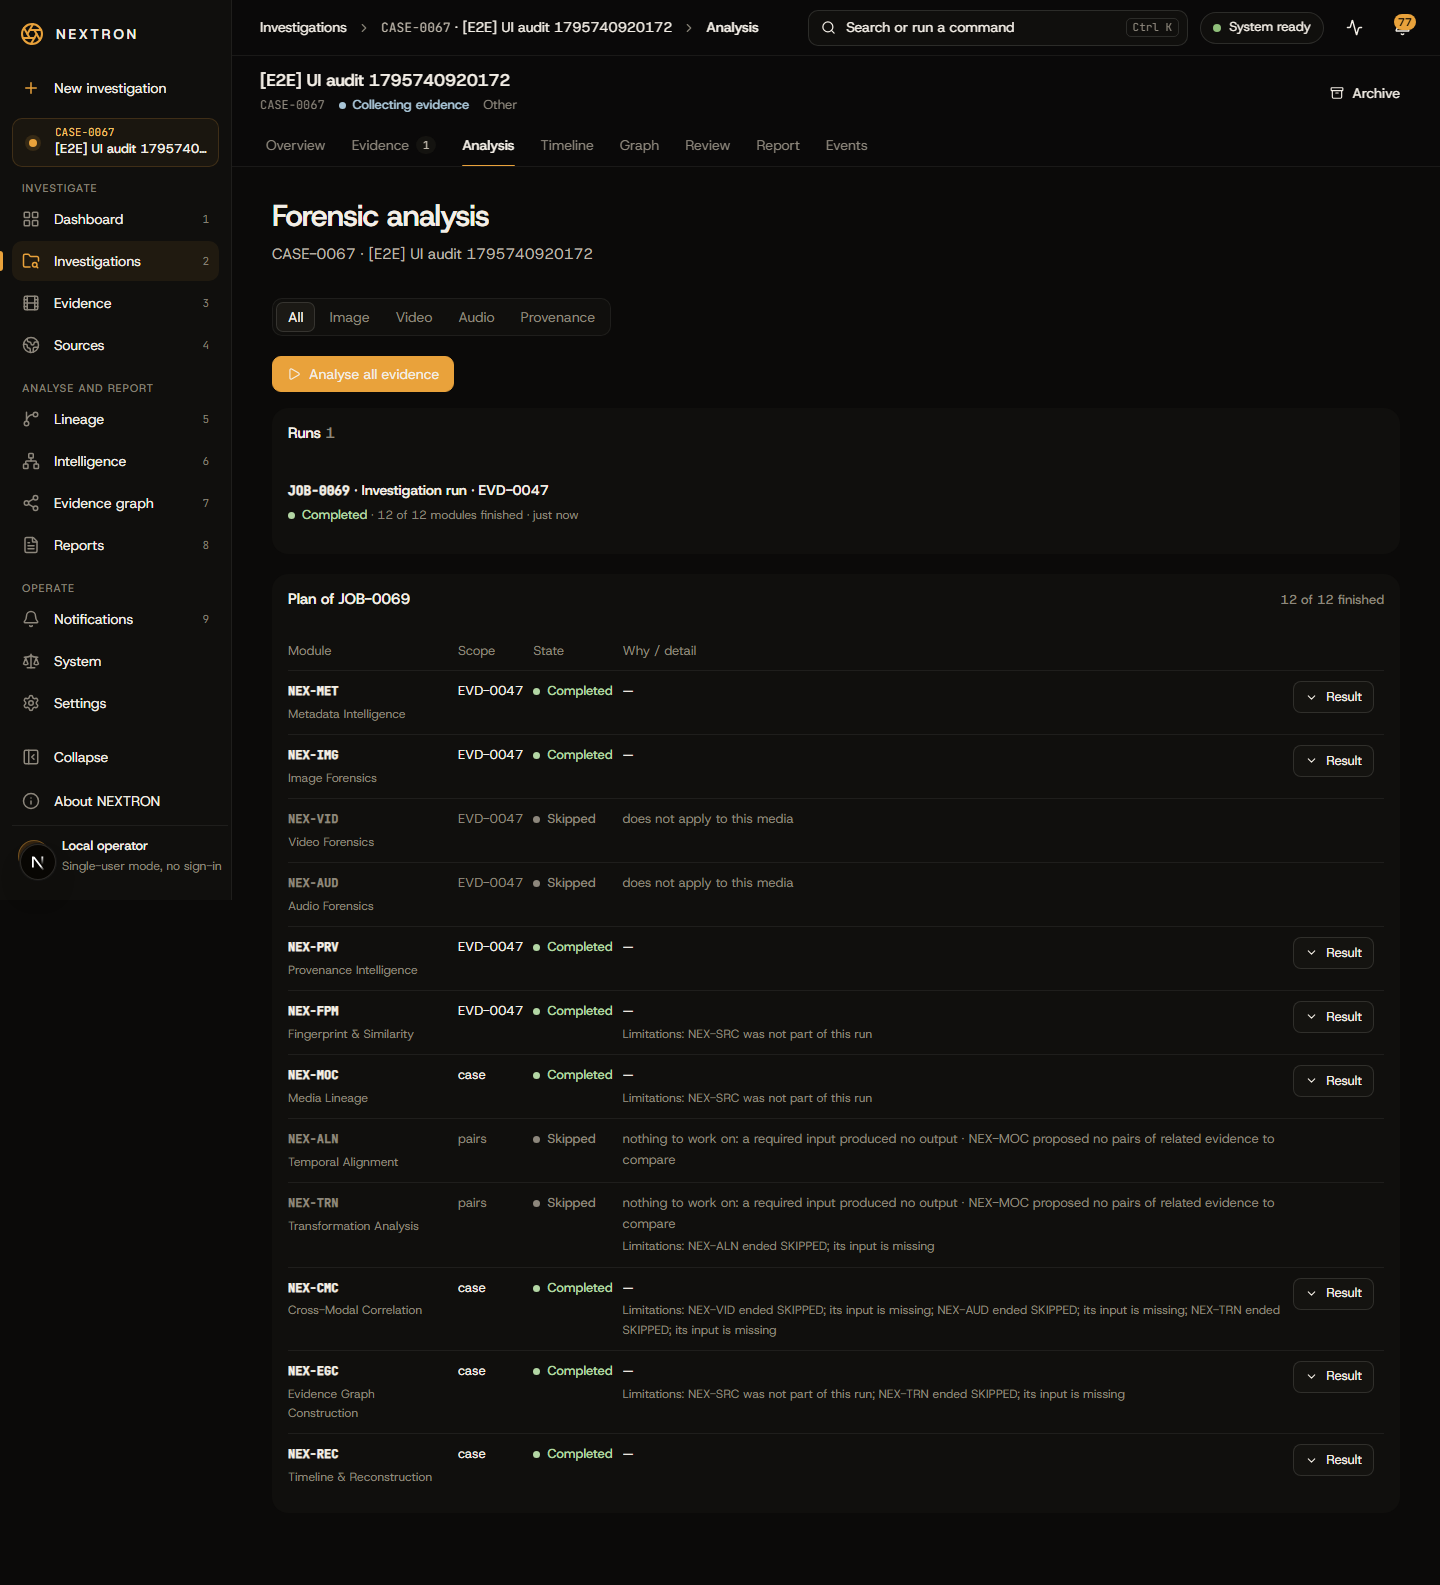 NEXTRON
New investigation
CASE-0067
[E2E] UI audit 1795740...
INVESTIGATE
Dashboard 1
Investigations 2
Evidence 3
Sources 4
ANALYSE AND REPORT
Lineage 5
Intelligence 6
Evidence graph 7
Reports 8
OPERATE
Notifications 9
System
Settings
Collapse
About NEXTRON
N
Local operator
Single-user mode, no sign-in
Investigations > CASE-0067 · [E2E] UI audit 1795740920172 > Analysis
Search or run a command Ctrl K
System ready
77
[E2E] UI audit 1795740920172
CASE-0067 Collecting evidence Other
Archive
Overview Evidence 1 Analysis Timeline Graph Review Report Events
Forensic analysis
CASE-0067 · [E2E] UI audit 1795740920172
All Image Video Audio Provenance
Analyse all evidence
Runs 1
JOB-0069 · Investigation run · EVD-0047
Completed · 12 of 12 modules finished · just now
Plan of JOB-0069 12 of 12 finished
Module Scope State Why / detail
NEX-MET EVD-0047 Completed — Result
Metadata Intelligence
NEX-IMG EVD-0047 Completed — Result
Image Forensics
NEX-VID EVD-0047 Skipped does not apply to this media
Video Forensics
NEX-AUD EVD-0047 Skipped does not apply to this media
Audio Forensics
NEX-PRV EVD-0047 Completed — Result
Provenance Intelligence
NEX-FPM EVD-0047 Completed — Result
Fingerprint & Similarity Limitations: NEX-SRC was not part of this run
NEX-MOC case Completed — Result
Media Lineage Limitations: NEX-SRC was not part of this run
NEX-ALN pairs Skipped nothing to work on: a required input produced no output · NEX-MOC proposed no pairs of related evidence to
compare
Temporal Alignment
NEX-TRN pairs Skipped nothing to work on: a required input produced no output · NEX-MOC proposed no pairs of related evidence to
compare
Transformation Analysis
Limitations: NEX-ALN ended SKIPPED; its input is missing
NEX-CMC case Completed — Result
Cross-Modal Correlation Limitations: NEX-VID ended SKIPPED; its input is missing; NEX-AUD ended SKIPPED; its input is missing; NEX-TRN ended
SKIPPED; its input is missing
NEX-EGC case Completed — Result
Evidence Graph Limitations: NEX-SRC was not part of this run; NEX-TRN ended SKIPPED; its input is missing
Construction
NEX-REC case Completed — Result
Timeline & Reconstruction